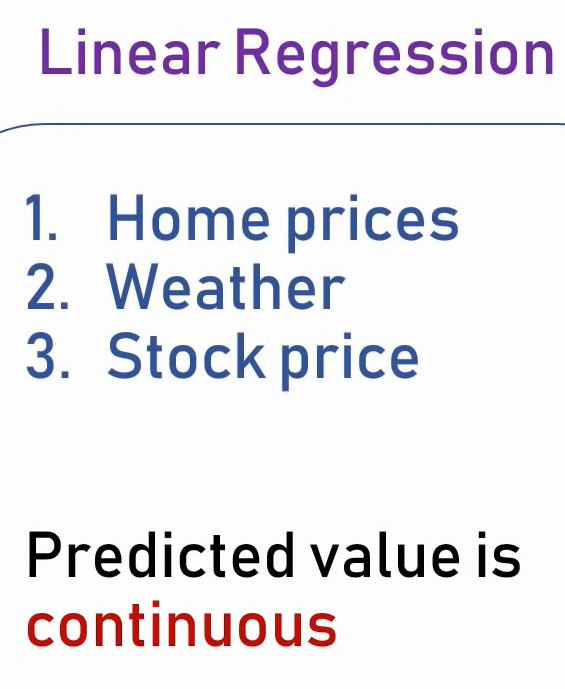 Linear Regression
1. Home prices
2. Weather
3. Stock price
Predicted value is
continuous